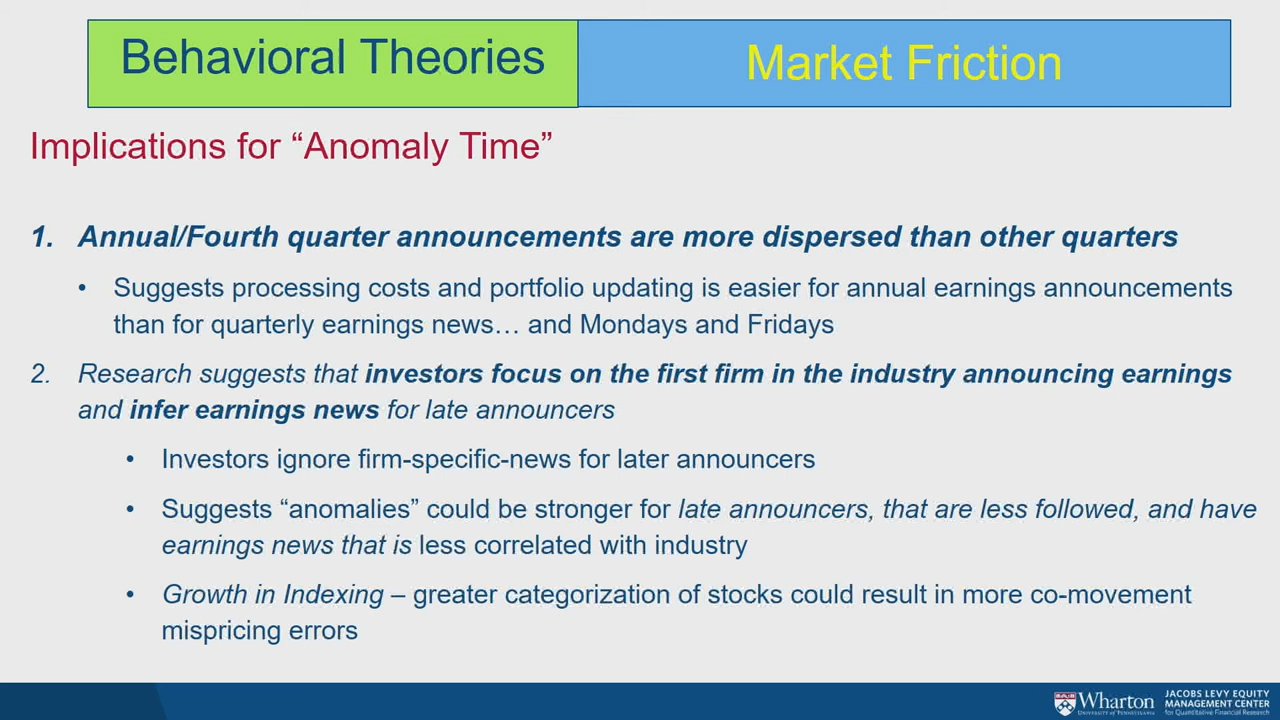 Behavioral Theories
Market Friction
Implications for “Anomaly Time”
1. Annual/Fourth quarter announcements are more dispersed than other quarters
• Suggests processing costs and portfolio updating is easier for annual earnings announcements
than for quarterly earnings news… and Mondays and Fridays
2. Research suggests that investors focus on the first firm in the industry announcing earnings
and infer earnings news for late announcers
• Investors ignore firm-specific-news for later announcers
• Suggests “anomalies” could be stronger for late announcers, that are less followed, and have
earnings news that is less correlated with industry
• Growth in Indexing – greater categorization of stocks could result in more co-movement
mispricing errors
Wharton
UNIVERSITY OF PENNSYLVANIA
JACOBS LEVY EQUITY
MANAGEMENT CENTER
for Quantitative Financial Research